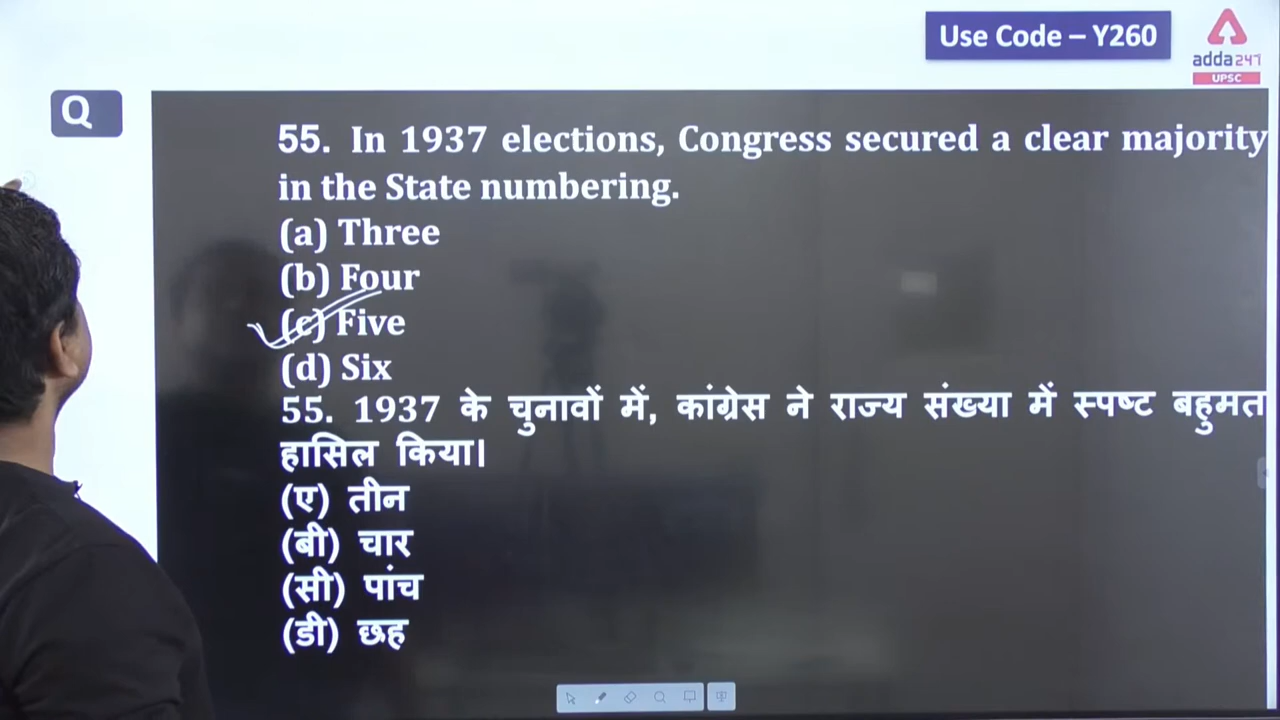 Use Code – Y260
adda247
UPSC
Q
55. In 1937 elections, Congress secured a clear majority
in the State numbering.
(a) Three
(b) Four
(c) Five
(d) Six
55. 1937 के चुनावों में, कांग्रेस ने राज्य संख्या में स्पष्ट बहुमत
हासिल किया।
(ए) तीन
(बी) चार
(सी) पांच
(डी) छह